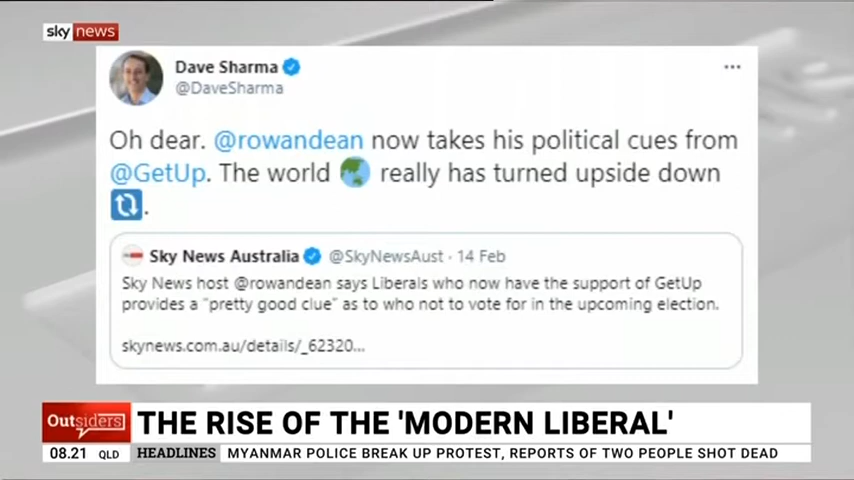 sky news
Dave Sharma
@DaveSharma
Oh dear. @rowandean now takes his political cues from
@GetUp. The world 🌏 really has turned upside down
🔃.
Sky News Australia @SkyNewsAust · 14 Feb
Sky News host @rowandean says Liberals who now have the support of GetUp
provides a "pretty good clue" as to who not to vote for in the upcoming election.
skynews.com.au/details/_62320...
Outsiders
THE RISE OF THE 'MODERN LIBERAL'
08.21 QLD HEADLINES MYANMAR POLICE BREAK UP PROTEST, REPORTS OF TWO PEOPLE SHOT DEAD